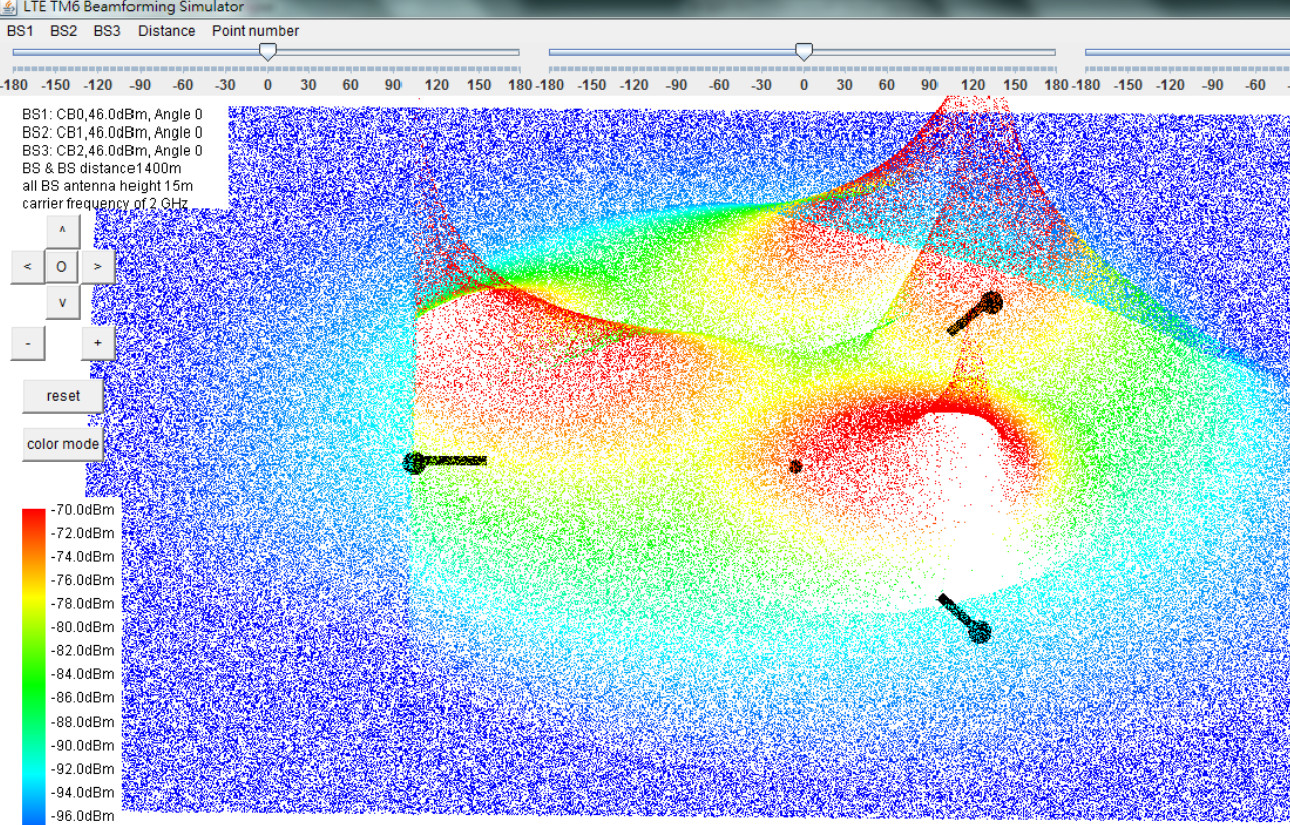 LTE TM6 Beamforming Simulator
BS1 BS2 BS3 Distance Point number
-180 -150 -120 -90 -60 -30 0 30 60 90 120 150 180 -180 -150 -120 -90 -60 -30 0 30 60 90 120 150 180 -180 -150 -120 -90 -60
BS1: CB0,46.0dBm, Angle 0
BS2: CB1,46.0dBm, Angle 0
BS3: CB2,46.0dBm, Angle 0
BS & BS distance1400m
all BS antenna height 15m
carrier frequency of 2 GHz
^
< O >
v
- +
reset
color mode
-70.0dBm
-72.0dBm
-74.0dBm
-76.0dBm
-78.0dBm
-80.0dBm
-82.0dBm
-84.0dBm
-86.0dBm
-88.0dBm
-90.0dBm
-92.0dBm
-94.0dBm
-96.0dBm